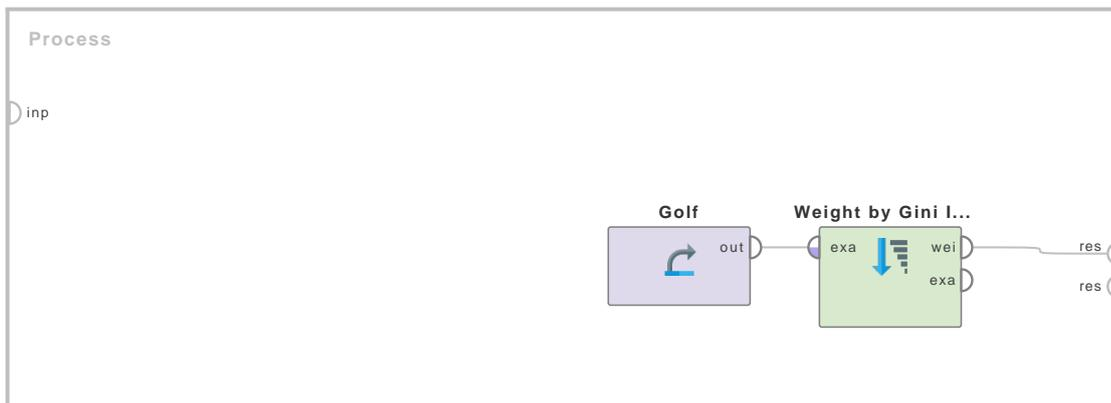 Process
inp
Golf
Weight by Gini I...
out
exa
wei
res
exa
res